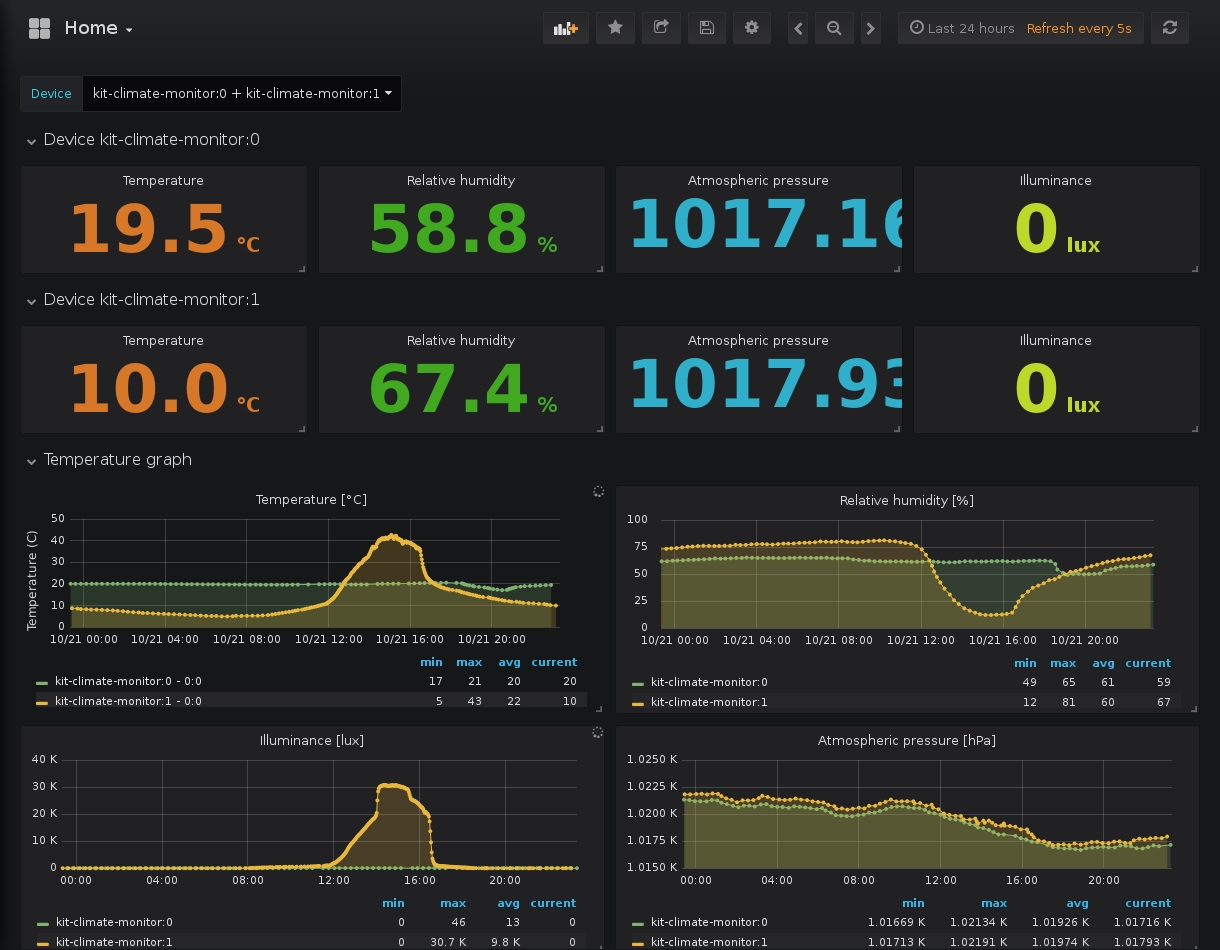 Home
Last 24 hours Refresh every 5s
Device kit-climate-monitor:0 + kit-climate-monitor:1
Device kit-climate-monitor:0
Temperature Relative humidity Atmospheric pressure Illuminance
19.5 °C 58.8 % 1017.16 0 lux
Device kit-climate-monitor:1
Temperature Relative humidity Atmospheric pressure Illuminance
10.0 °C 67.4 % 1017.93 0 lux
Temperature graph
Temperature [°C]
Temperature (C)
50
40
30
20
10
0
10/21 00:00 10/21 04:00 10/21 08:00 10/21 12:00 10/21 16:00 10/21 20:00
min max avg current
kit-climate-monitor:0 - 0:0 17 21 20 20
kit-climate-monitor:1 - 0:0 5 43 22 10
Relative humidity [%]
100
75
50
25
0
10/21 00:00 10/21 04:00 10/21 08:00 10/21 12:00 10/21 16:00 10/21 20:00
min max avg current
kit-climate-monitor:0 49 65 61 59
kit-climate-monitor:1 12 81 60 67
Illuminance [lux]
40 K
30 K
20 K
10 K
0
00:00 04:00 08:00 12:00 16:00 20:00
min max avg current
kit-climate-monitor:0 0 46 13 0
kit-climate-monitor:1 0 30.7 K 9.8 K 0
Atmospheric pressure [hPa]
1.0250 K
1.0225 K
1.0200 K
1.0175 K
1.0150 K
00:00 04:00 08:00 12:00 16:00 20:00
min max avg current
kit-climate-monitor:0 1.01669 K 1.02134 K 1.01926 K 1.01716 K
kit-climate-monitor:1 1.01713 K 1.02191 K 1.01974 K 1.01793 K